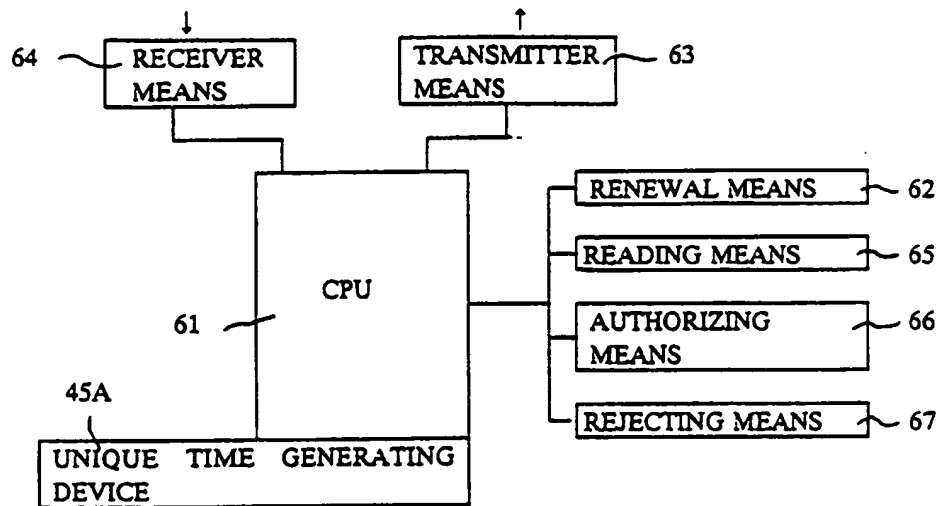 64
RECEIVER
MEANS
TRANSMITTER
MEANS
63
RENEWAL MEANS
62
READING MEANS
65
CPU
61
AUTHORIZING
MEANS
66
45A
REJECTING MEANS
67
UNIQUE TIME GENERATING
DEVICE